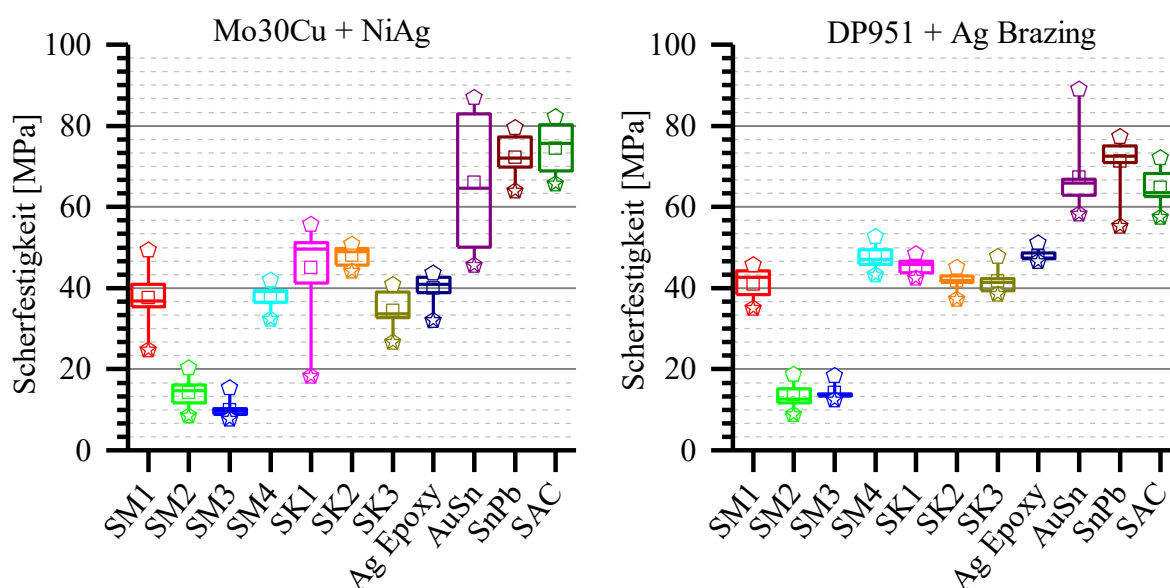 Mo30Cu + NiAg
Scherfestigkeit [MPa]
100
80
60
40
20
0
SM1
SM2
SM3
SM4
SK1
SK2
SK3
Ag Epoxy
AuSn
SnPb
SAC
DP951 + Ag Brazing
Scherfestigkeit [MPa]
100
80
60
40
20
0
SM1
SM2
SM3
SM4
SK1
SK2
SK3
Ag Epoxy
AuSn
SnPb
SAC